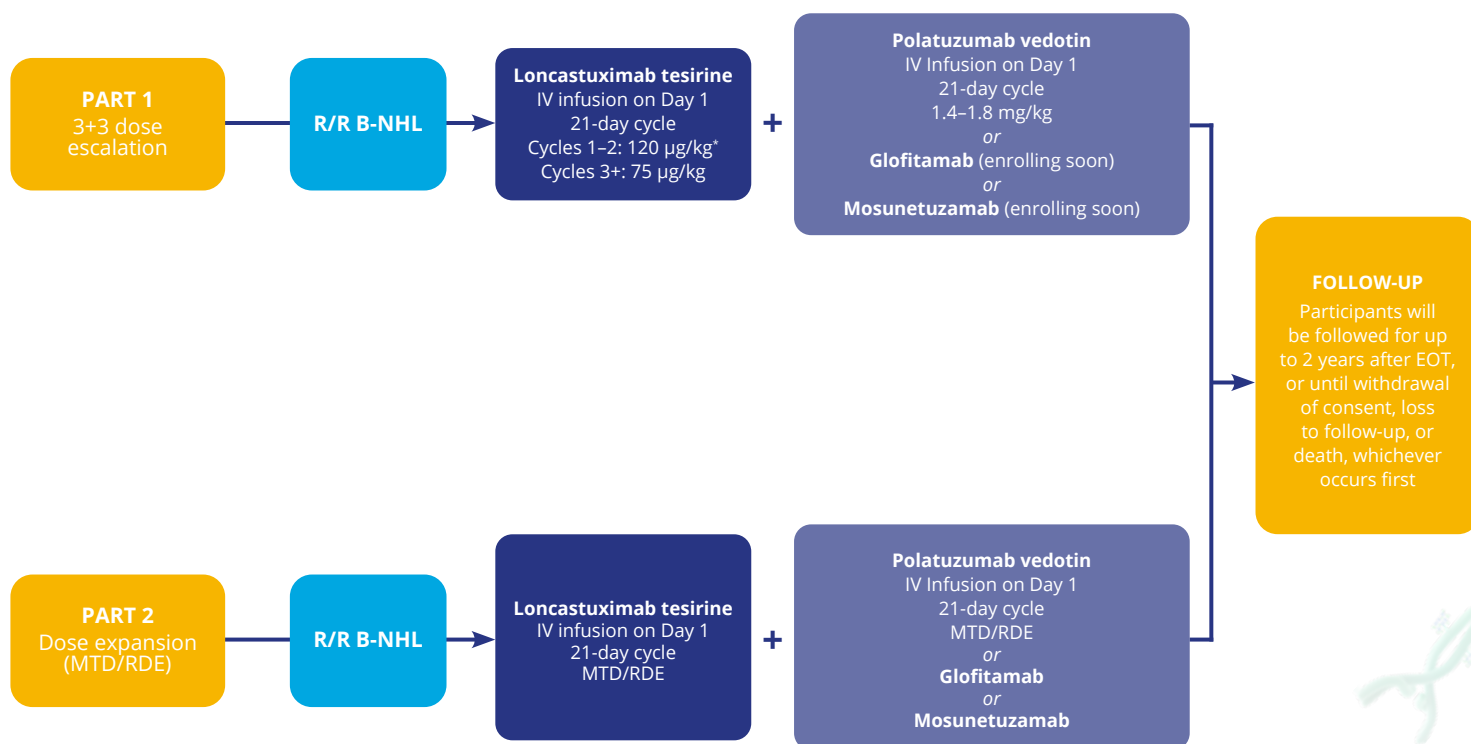 PART 1
3+3 dose
escalation
R/R B-NHL
Loncastuximab tesirine
IV infusion on Day 1
21-day cycle
Cycles 1–2: 120 μg/kg*
Cycles 3+: 75 μg/kg
+
Polatuzumab vedotin
IV Infusion on Day 1
21-day cycle
1.4–1.8 mg/kg
or
Glofitamab (enrolling soon)
or
Mosunetuzamab (enrolling soon)
FOLLOW-UP
Participants will
be followed for up
to 2 years after EOT,
or until withdrawal
of consent, loss
to follow-up, or
death, whichever
occurs first
PART 2
Dose expansion
(MTD/RDE)
R/R B-NHL
Loncastuximab tesirine
IV infusion on Day 1
21-day cycle
MTD/RDE
+
Polatuzumab vedotin
IV Infusion on Day 1
21-day cycle
MTD/RDE
or
Glofitamab
or
Mosunetuzamab